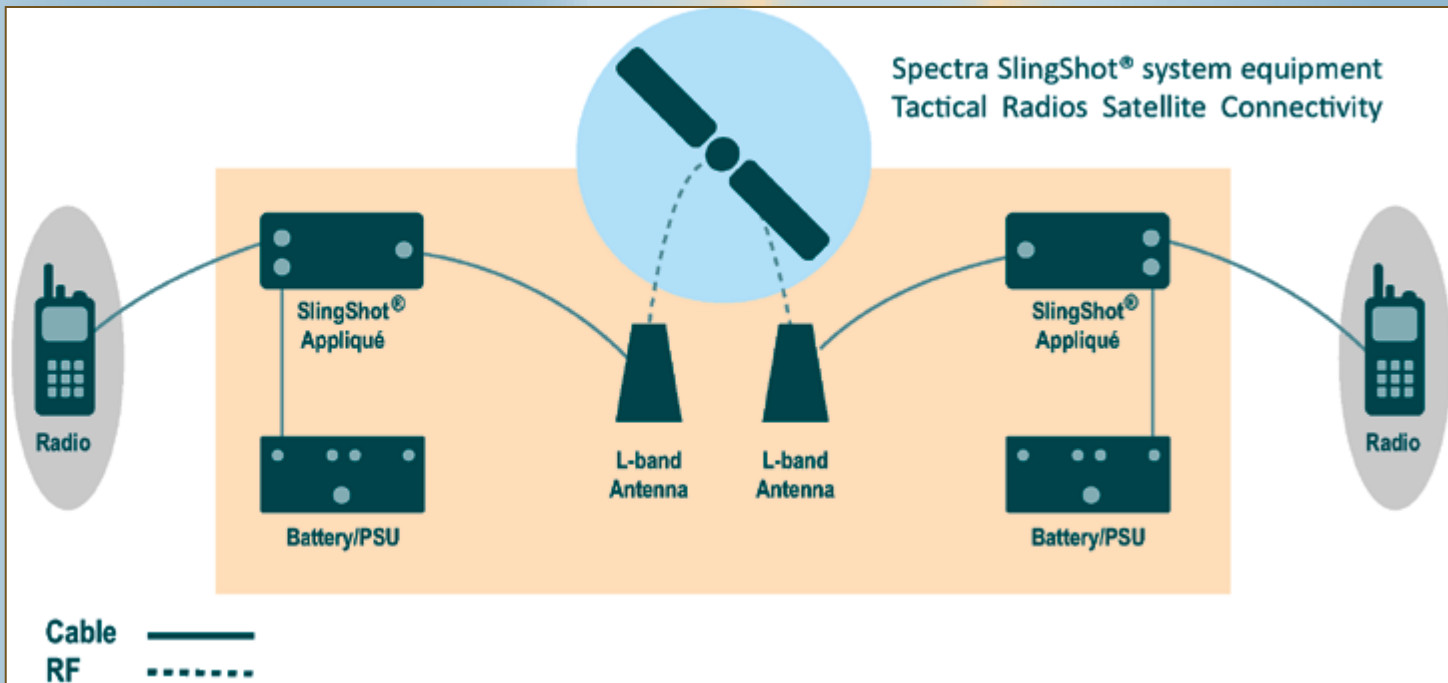 Spectra SlingShot® system equipment
Tactical Radios Satellite Connectivity
SlingShot®
Appliqué
SlingShot®
Appliqué
Radio
Radio
L-band
Antenna
L-band
Antenna
Battery/PSU
Battery/PSU
Cable
RF